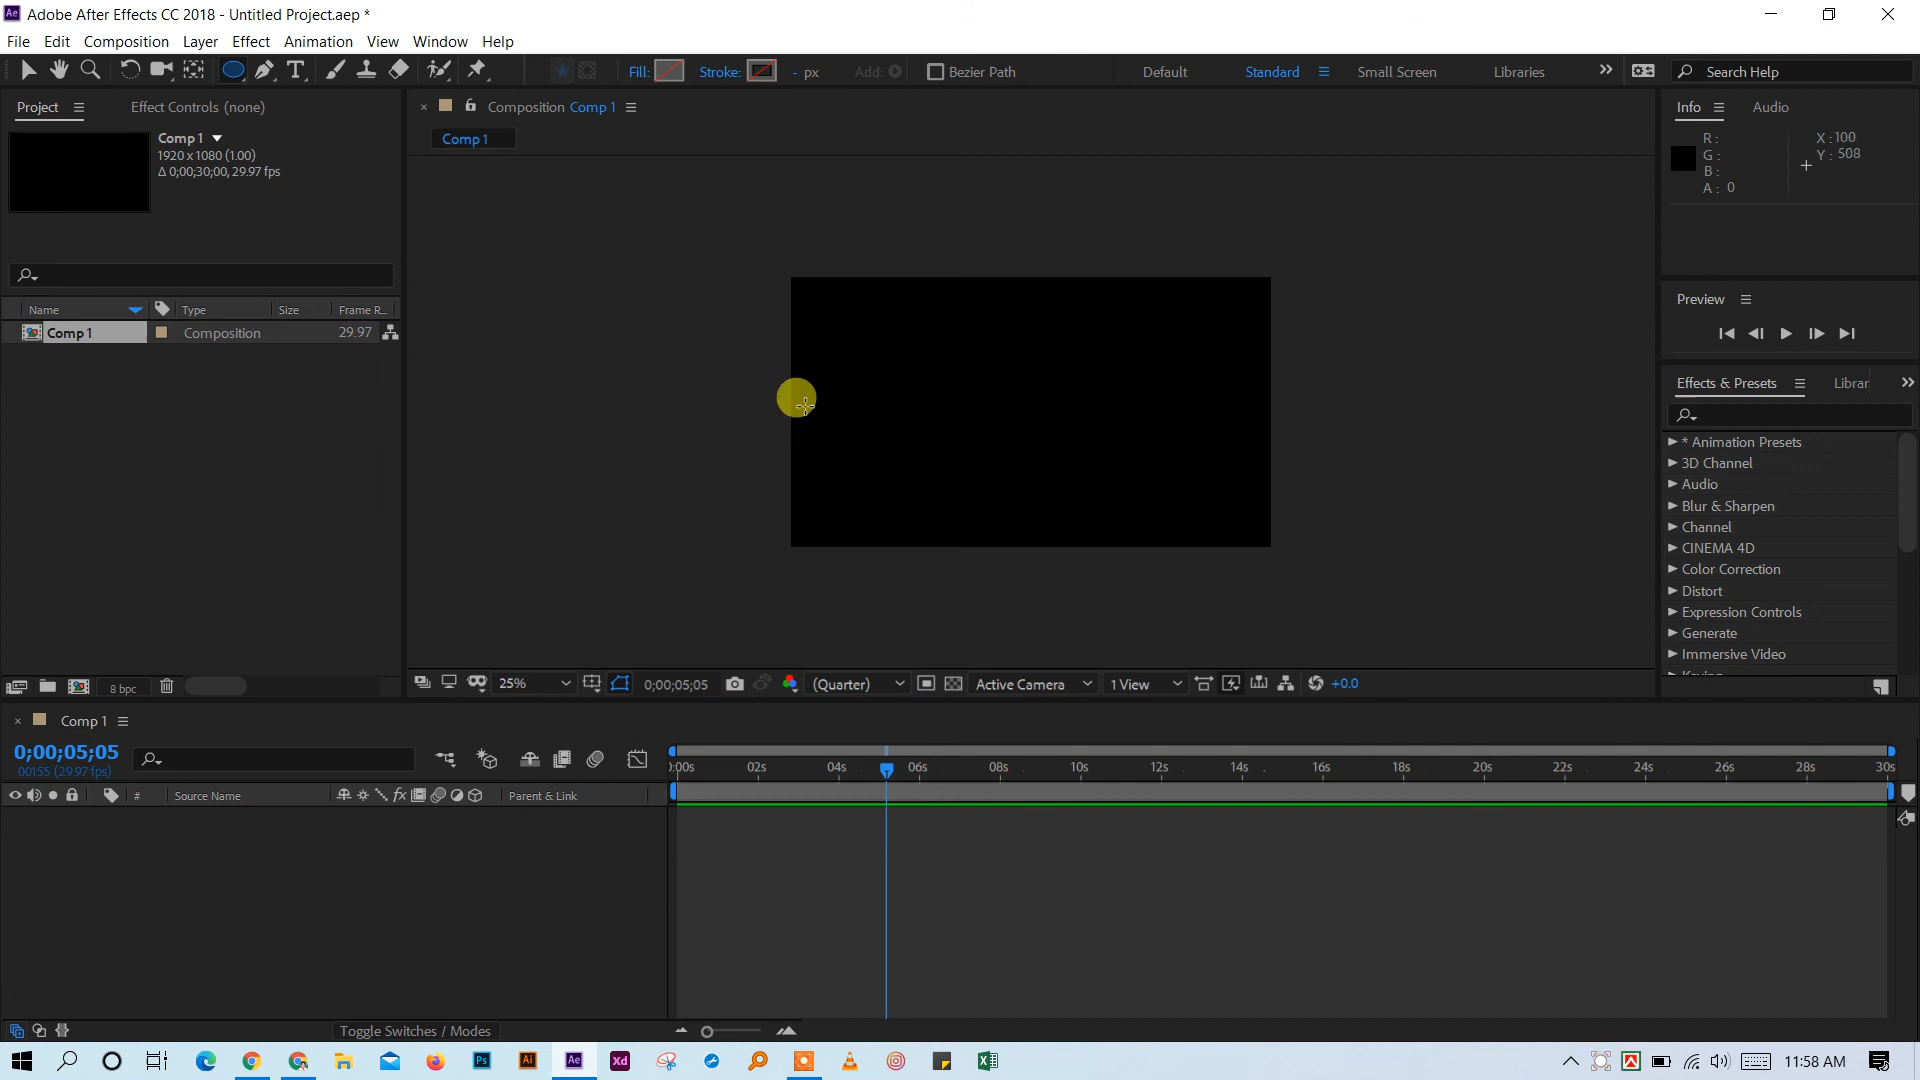 Adobe After Effects CC 2018 - Untitled Project.aep *
File Edit Composition Layer Effect Animation View Window Help
Fill: Stroke: - px Add: Bezier Path Default Standard Small Screen Libraries Search Help
Project Effect Controls (none)
Comp 1
1920 x 1080 (1.00)
Δ 0;00;30;00, 29.97 fps
Name Type Size Frame R...
Comp 1 Composition 29.97
8 bpc
Composition Comp 1
Comp 1
25% 0;00;05;05 (Quarter) Active Camera 1 View +0.0
Info Audio
R :
G :
B :
A : 0
X : 100
Y : 508
Preview
Effects & Presets Librar
* Animation Presets
3D Channel
Audio
Blur & Sharpen
Channel
CINEMA 4D
Color Correction
Distort
Expression Controls
Generate
Immersive Video
Keying
Comp 1
0;00;05;05
00155 (29.97 fps)
# Source Name fx Parent & Link
):00s 02s 04s 06s 08s 10s 12s 14s 16s 18s 20s 22s 24s 26s 28s 30s
Toggle Switches / Modes
Ps Ai Ae Xd
11:58 AM